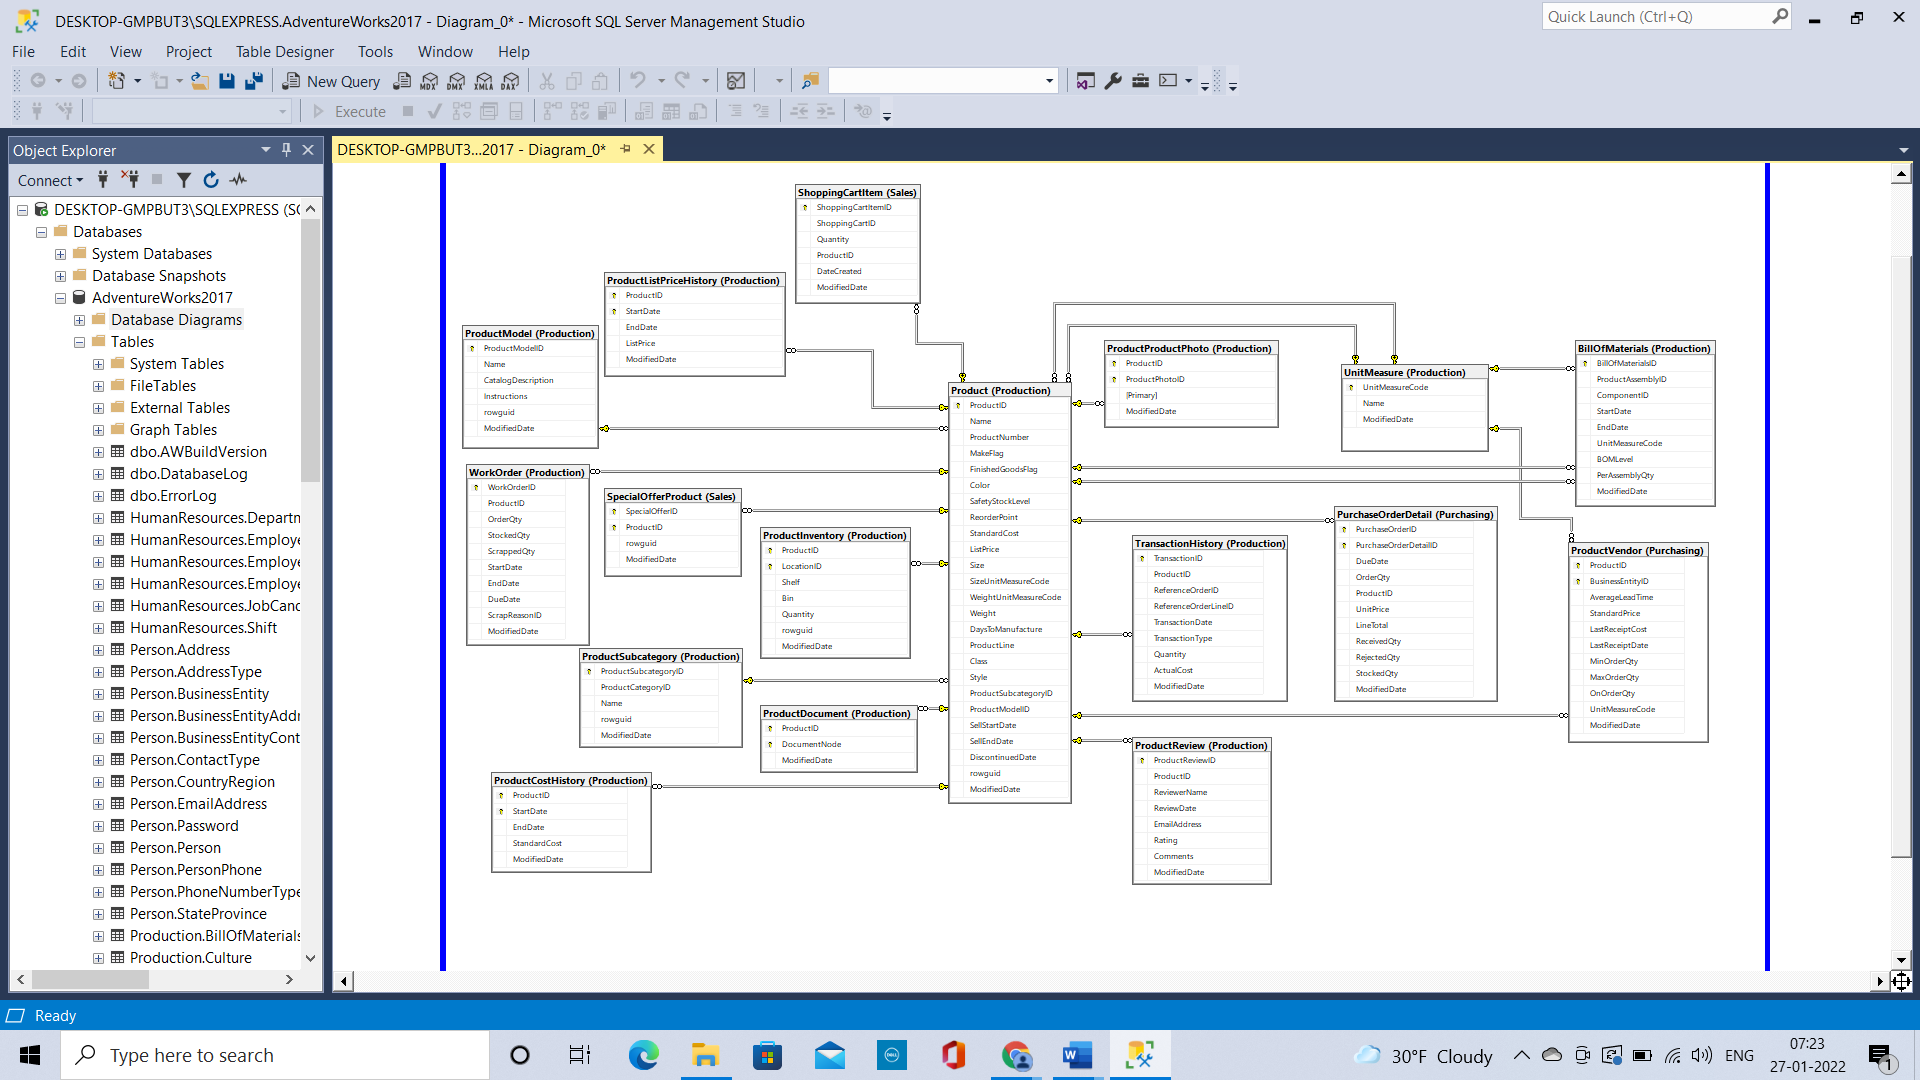 DESKTOP-GMPBUT3\SQLEXPRESS.AdventureWorks2017 - Diagram_0* - Microsoft SQL Server Management Studio
Quick Launch (Ctrl+Q)
File Edit View Project Table Designer Tools Window Help
New Query
MDX DMX XMLA DAX
Execute
Object Explorer
Connect
DESKTOP-GMPBUT3\SQLEXPRESS (SQ
Databases
System Databases
Database Snapshots
AdventureWorks2017
Database Diagrams
Tables
System Tables
FileTables
External Tables
Graph Tables
dbo.AWBuildVersion
dbo.DatabaseLog
dbo.ErrorLog
HumanResources.Departn
HumanResources.Employe
HumanResources.Employe
HumanResources.Employe
HumanResources.JobCanc
HumanResources.Shift
Person.Address
Person.AddressType
Person.BusinessEntity
Person.BusinessEntityAddr
Person.BusinessEntityCont
Person.ContactType
Person.CountryRegion
Person.EmailAddress
Person.Password
Person.Person
Person.PersonPhone
Person.PhoneNumberType
Person.StateProvince
Production.BillOfMaterials
Production.Culture
DESKTOP-GMPBUT3...2017 - Diagram_0*
ShoppingCartItem (Sales)
ShoppingCartItemID
ShoppingCartID
Quantity
ProductID
DateCreated
ModifiedDate
ProductListPriceHistory (Production)
ProductID
StartDate
EndDate
ListPrice
ModifiedDate
ProductModel (Production)
ProductModelID
Name
CatalogDescription
Instructions
rowguid
ModifiedDate
WorkOrder (Production)
WorkOrderID
ProductID
OrderQty
StockedQty
ScrappedQty
StartDate
EndDate
DueDate
ScrapReasonID
ModifiedDate
SpecialOfferProduct (Sales)
SpecialOfferID
ProductID
rowguid
ModifiedDate
ProductInventory (Production)
ProductID
LocationID
Shelf
Bin
Quantity
rowguid
ModifiedDate
ProductSubcategory (Production)
ProductSubcategoryID
ProductCategoryID
Name
rowguid
ModifiedDate
ProductDocument (Production)
ProductID
DocumentNode
ModifiedDate
ProductCostHistory (Production)
ProductID
StartDate
EndDate
StandardCost
ModifiedDate
Product (Production)
ProductID
Name
ProductNumber
MakeFlag
FinishedGoodsFlag
Color
SafetyStockLevel
ReorderPoint
StandardCost
ListPrice
Size
SizeUnitMeasureCode
WeightUnitMeasureCode
Weight
DaysToManufacture
ProductLine
Class
Style
ProductSubcategoryID
ProductModelID
SellStartDate
SellEndDate
DiscontinuedDate
rowguid
ModifiedDate
ProductProductPhoto (Production)
ProductID
ProductPhotoID
[Primary]
ModifiedDate
UnitMeasure (Production)
UnitMeasureCode
Name
ModifiedDate
BillOfMaterials (Production)
BillOfMaterialsID
ProductAssemblyID
ComponentID
StartDate
EndDate
UnitMeasureCode
BOMLevel
PerAssemblyQty
ModifiedDate
TransactionHistory (Production)
TransactionID
ProductID
ReferenceOrderID
ReferenceOrderLineID
TransactionDate
TransactionType
Quantity
ActualCost
ModifiedDate
PurchaseOrderDetail (Purchasing)
PurchaseOrderID
PurchaseOrderDetailID
DueDate
OrderQty
ProductID
UnitPrice
LineTotal
ReceivedQty
RejectedQty
StockedQty
ModifiedDate
ProductVendor (Purchasing)
ProductID
BusinessEntityID
AverageLeadTime
StandardPrice
LastReceiptCost
LastReceiptDate
MinOrderQty
MaxOrderQty
OnOrderQty
UnitMeasureCode
ModifiedDate
ProductReview (Production)
ProductReviewID
ProductID
ReviewerName
ReviewDate
EmailAddress
Rating
Comments
ModifiedDate
Ready
Type here to search
DELL
30°F Cloudy
ENG
07:23
27-01-2022
1